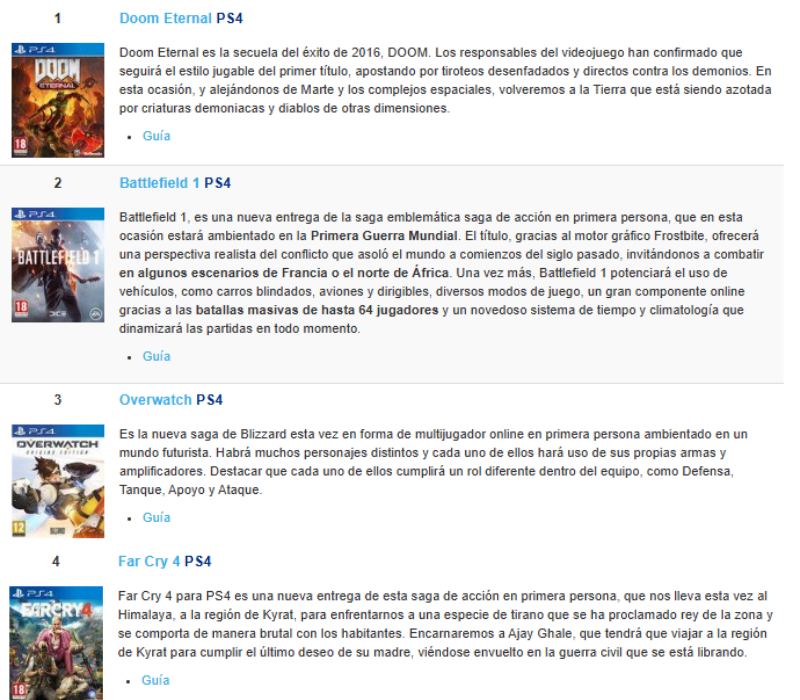 1 Doom Eternal PS4
PS4
DOOM
ETERNAL
18
Doom Eternal es la secuela del éxito de 2016, DOOM. Los responsables del videojuego han confirmado que
seguirá el estilo jugable del primer título, apostando por tiroteos desenfadados y directos contra los demonios. En
esta ocasión, y alejándonos de Marte y los complejos espaciales, volveremos a la Tierra que está siendo azotada
por criaturas demoniacas y diablos de otras dimensiones.
• Guía
2 Battlefield 1 PS4
PS4
BATTLEFIELD 1
18
DICE
EA
Battlefield 1, es una nueva entrega de la saga emblemática saga de acción en primera persona, que en esta
ocasión estará ambientado en la Primera Guerra Mundial. El título, gracias al motor gráfico Frostbite, ofrecerá
una perspectiva realista del conflicto que asoló el mundo a comienzos del siglo pasado, invitándonos a combatir
en algunos escenarios de Francia o el norte de África. Una vez más, Battlefield 1 potenciará el uso de
vehículos, como carros blindados, aviones y dirigibles, diversos modos de juego, un gran componente online
gracias a las batallas masivas de hasta 64 jugadores y un novedoso sistema de tiempo y climatología que
dinamizará las partidas en todo momento.
• Guía
3 Overwatch PS4
PS4
OVERWATCH
ORIGINS EDITION
12
Es la nueva saga de Blizzard esta vez en forma de multijugador online en primera persona ambientado en un
mundo futurista. Habrá muchos personajes distintos y cada uno de ellos hará uso de sus propias armas y
amplificadores. Destacar que cada uno de ellos cumplirá un rol diferente dentro del equipo, como Defensa,
Tanque, Apoyo y Ataque.
• Guía
4 Far Cry 4 PS4
PS4
FARCRY4
18
Far Cry 4 para PS4 es una nueva entrega de esta saga de acción en primera persona, que nos lleva esta vez al
Himalaya, a la región de Kyrat, para enfrentarnos a una especie de tirano que se ha proclamado rey de la zona y
se comporta de manera brutal con los habitantes. Encarnaremos a Ajay Ghale, que tendrá que viajar a la región
de Kyrat para cumplir el último deseo de su madre, viéndose envuelto en la guerra civil que se está librando.
• Guía